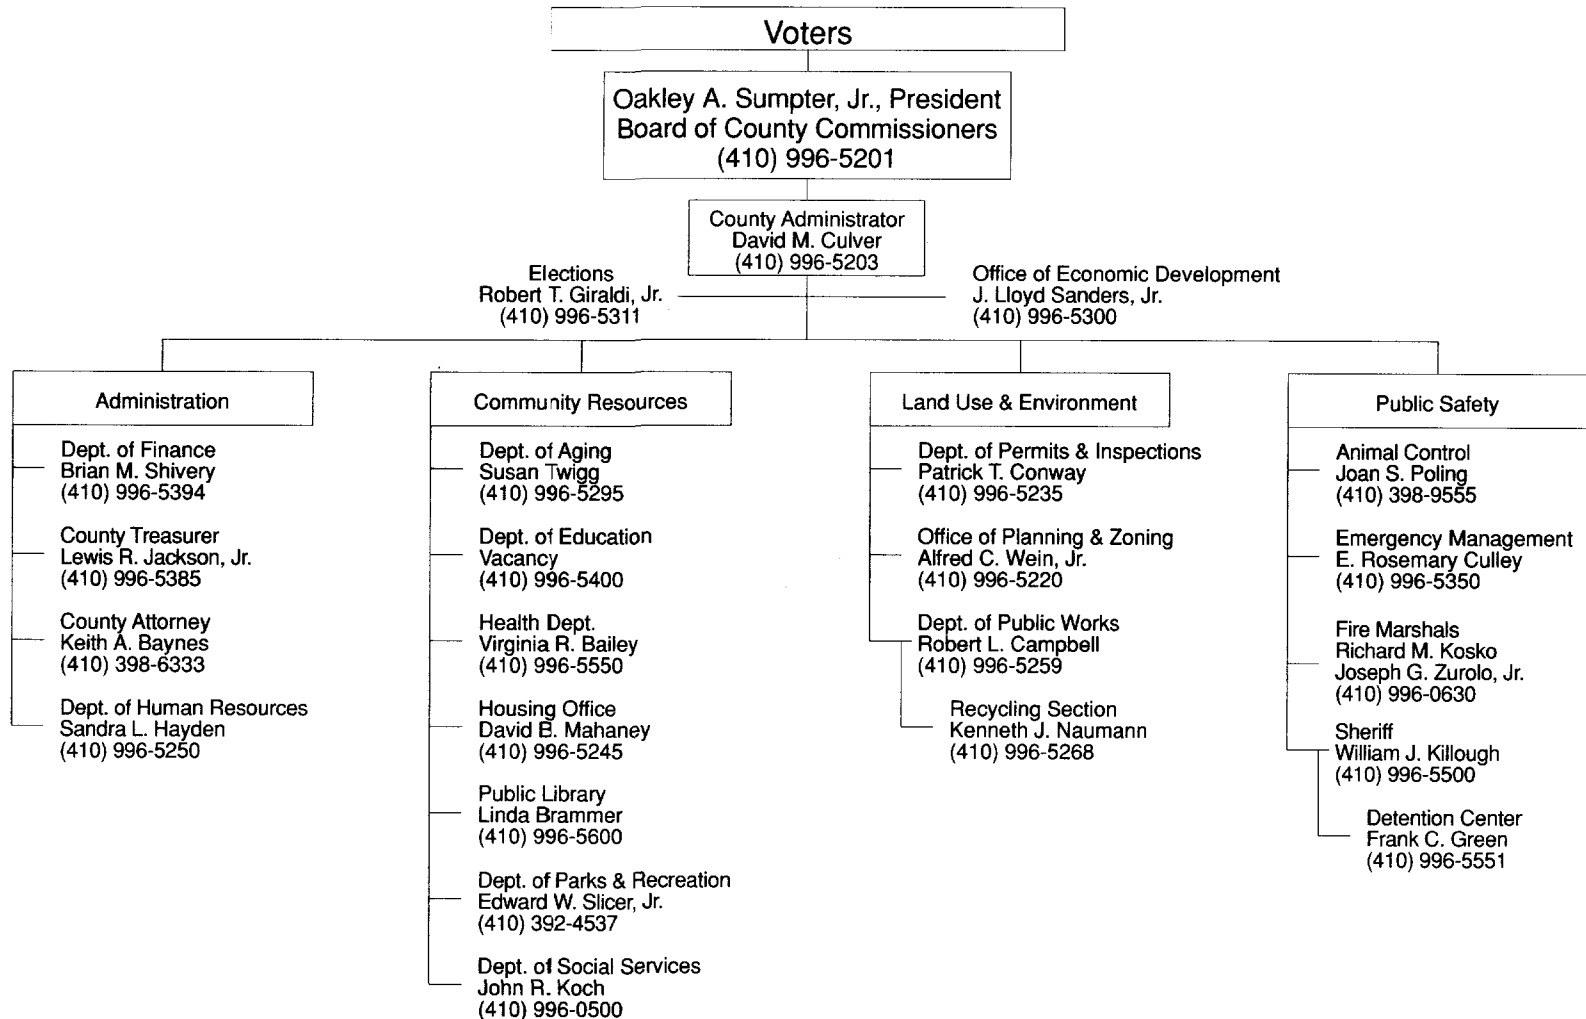 Voters
Oakley A. Sumpter, Jr., President
Board of County Commissioners
(410) 996-5201
County Administrator
David M. Culver
(410) 996-5203
Elections
Robert T. Giraldi, Jr.
(410) 996-5311
Office of Economic Development
J. Lloyd Sanders, Jr.
(410) 996-5300
Administration
Dept. of Finance
Brian M. Shivery
(410) 996-5394
County Treasurer
Lewis R. Jackson, Jr.
(410) 996-5385
County Attorney
Keith A. Baynes
(410) 398-6333
Dept. of Human Resources
Sandra L. Hayden
(410) 996-5250
Community Resources
Dept. of Aging
Susan Twigg
(410) 996-5295
Dept. of Education
Vacancy
(410) 996-5400
Health Dept.
Virginia R. Bailey
(410) 996-5550
Housing Office
David B. Mahaney
(410) 996-5245
Public Library
Linda Brammer
(410) 996-5600
Dept. of Parks & Recreation
Edward W. Slicer, Jr.
(410) 392-4537
Dept. of Social Services
John R. Koch
(410) 996-0500
Land Use & Environment
Dept. of Permits & Inspections
Patrick T. Conway
(410) 996-5235
Office of Planning & Zoning
Alfred C. Wein, Jr.
(410) 996-5220
Dept. of Public Works
Robert L. Campbell
(410) 996-5259
Recycling Section
Kenneth J. Naumann
(410) 996-5268
Public Safety
Animal Control
Joan S. Poling
(410) 398-9555
Emergency Management
E. Rosemary Culley
(410) 996-5350
Fire Marshals
Richard M. Kosko
Joseph G. Zurolo, Jr.
(410) 996-0630
Sheriff
William J. Killough
(410) 996-5500
Detention Center
Frank C. Green
(410) 996-5551